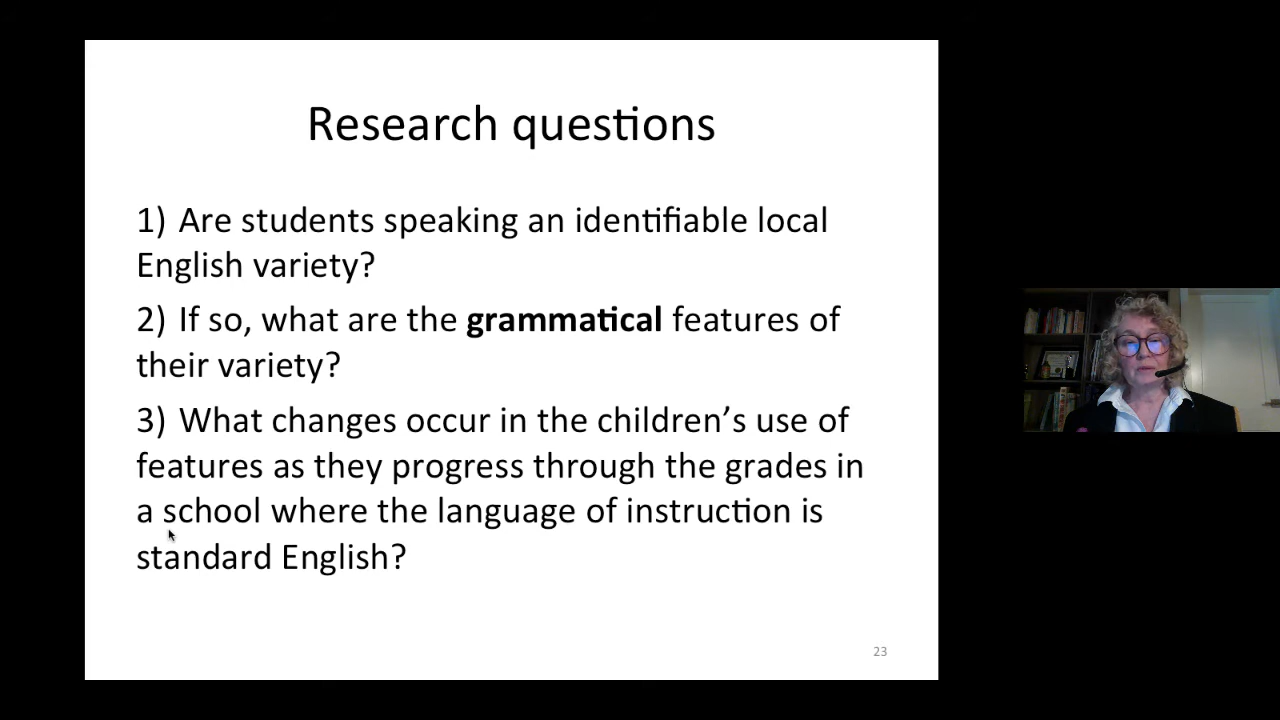 Research questions
1) Are students speaking an identifiable local
English variety?
2) If so, what are the grammatical features of
their variety?
3) What changes occur in the children’s use of
features as they progress through the grades in
a school where the language of instruction is
standard English?
23